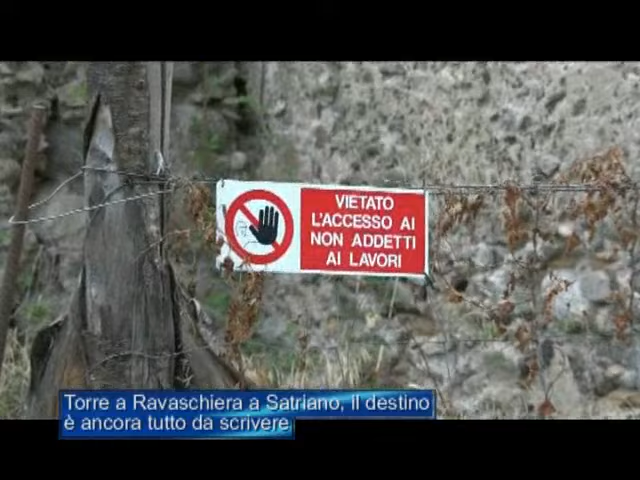 VIETATO
L'ACCESSO AI
NON ADDETTI
AI LAVORI
Torre a Ravaschiera a Satriano, il destino
è ancora tutto da scrivere